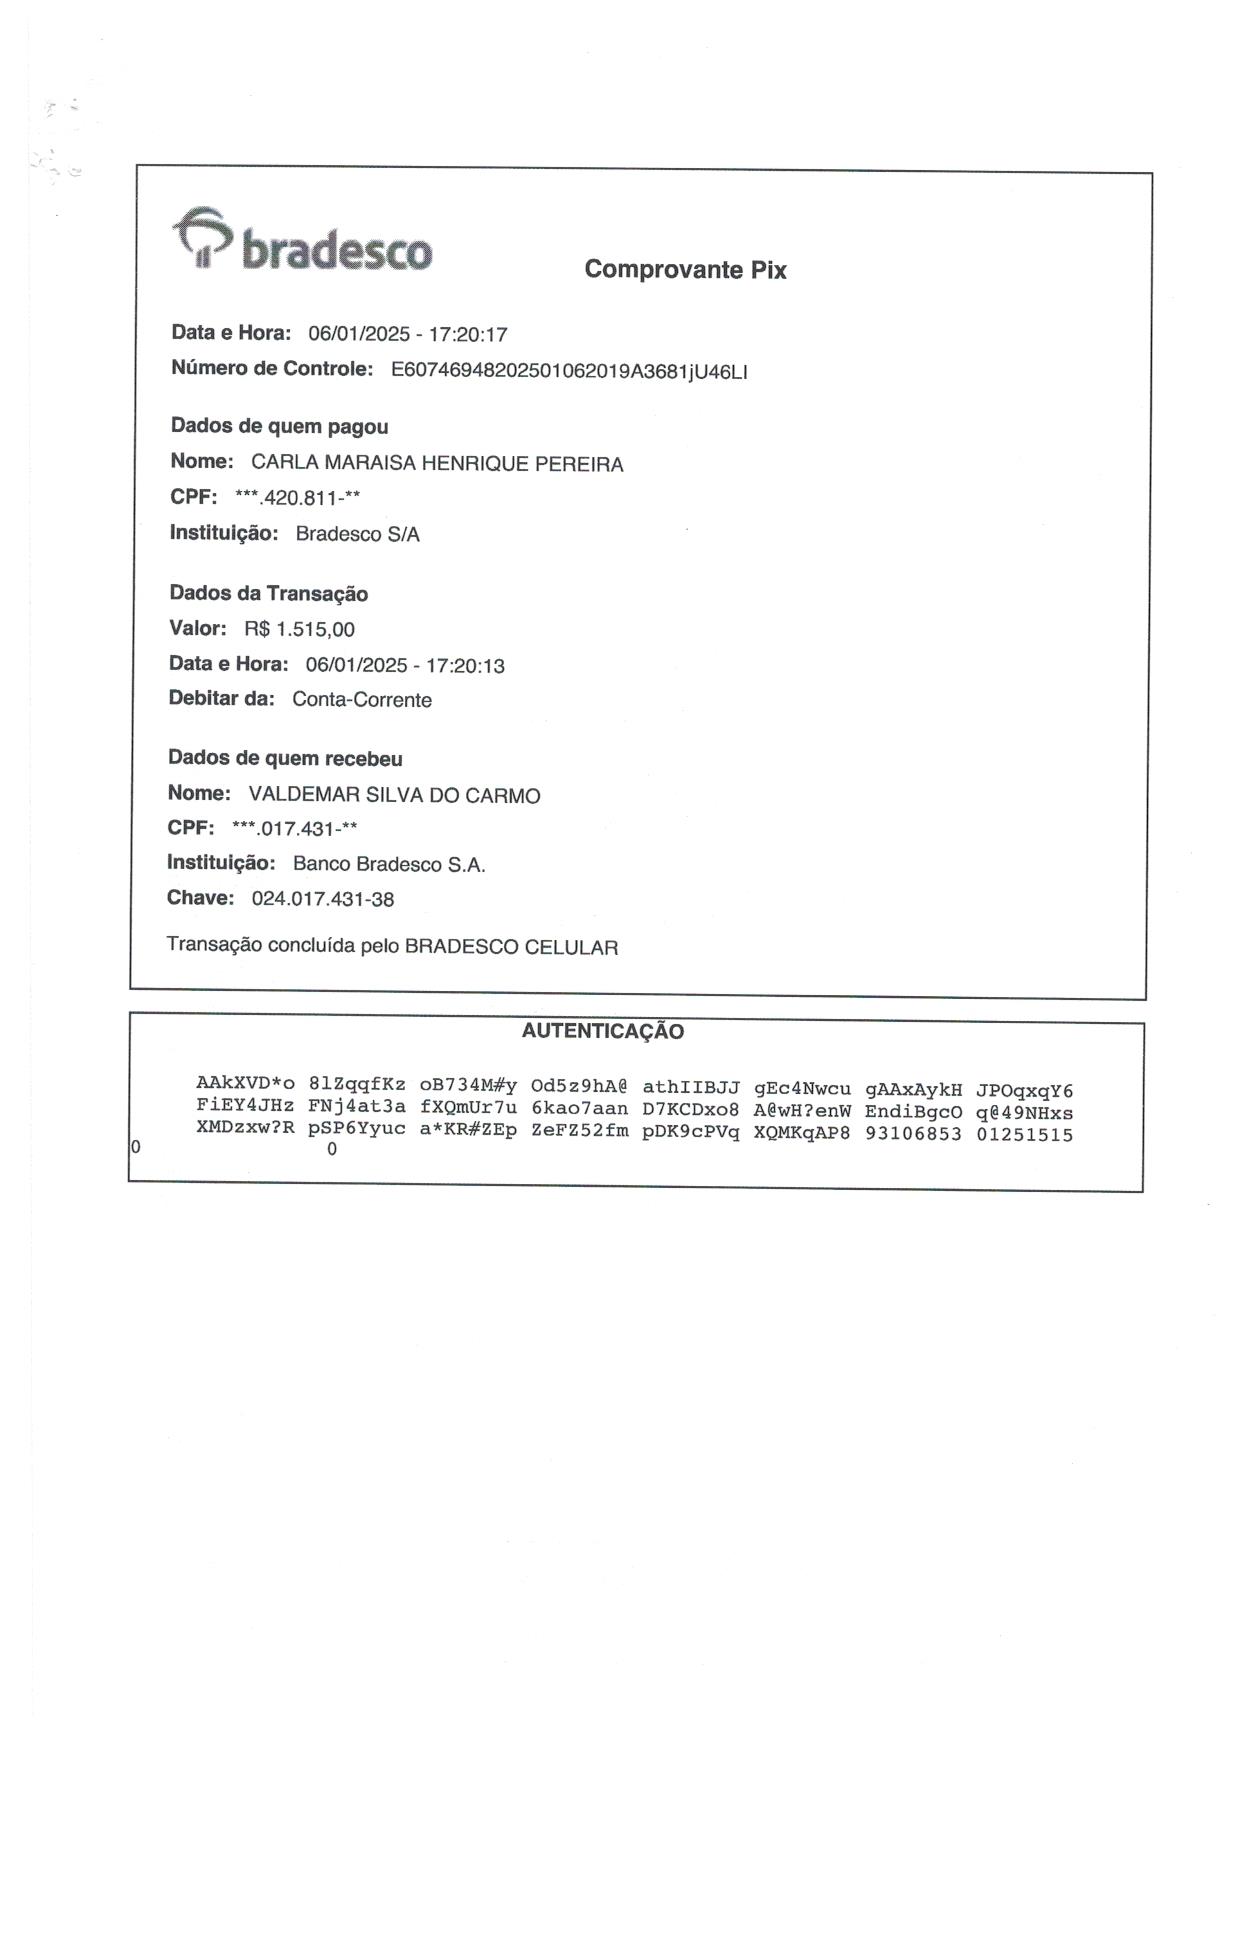 bradesco
Comprovante Pix
Data e Hora: 06/01/2025 - 17:20:17
Número de Controle: E60746948202501062019A3681jU46LI
Dados de quem pagou
Nome: CARLA MARAISA HENRIQUE PEREIRA
CPF: ***.420.811-**
Instituição: Bradesco S/A
Dados da Transação
Valor: R$ 1.515,00
Data e Hora: 06/01/2025 - 17:20:13
Debitar da: Conta-Corrente
Dados de quem recebeu
Nome: VALDEMAR SILVA DO CARMO
CPF: ***.017.431-**
Instituição: Banco Bradesco S.A.
Chave: 024.017.431-38
Transação concluída pelo BRADESCO CELULAR
AUTENTICAÇÃO
AAkXVD*o 8lZqqfKz oB734M#y Od5z9hA@ athIIBJJ gEc4Nwcu gAAxAykH JPOqxqY6
FiEY4JHz FNj4at3a fXQmUr7u 6kao7aan D7KCDxo8 A@wH?enW EndiBgcO q@49NHxs
XMDzxw?R pSP6Yyuc a*KR#ZEp ZeFZ52fm pDK9cPVq XQMKqAP8 93106853 01251515
0 0